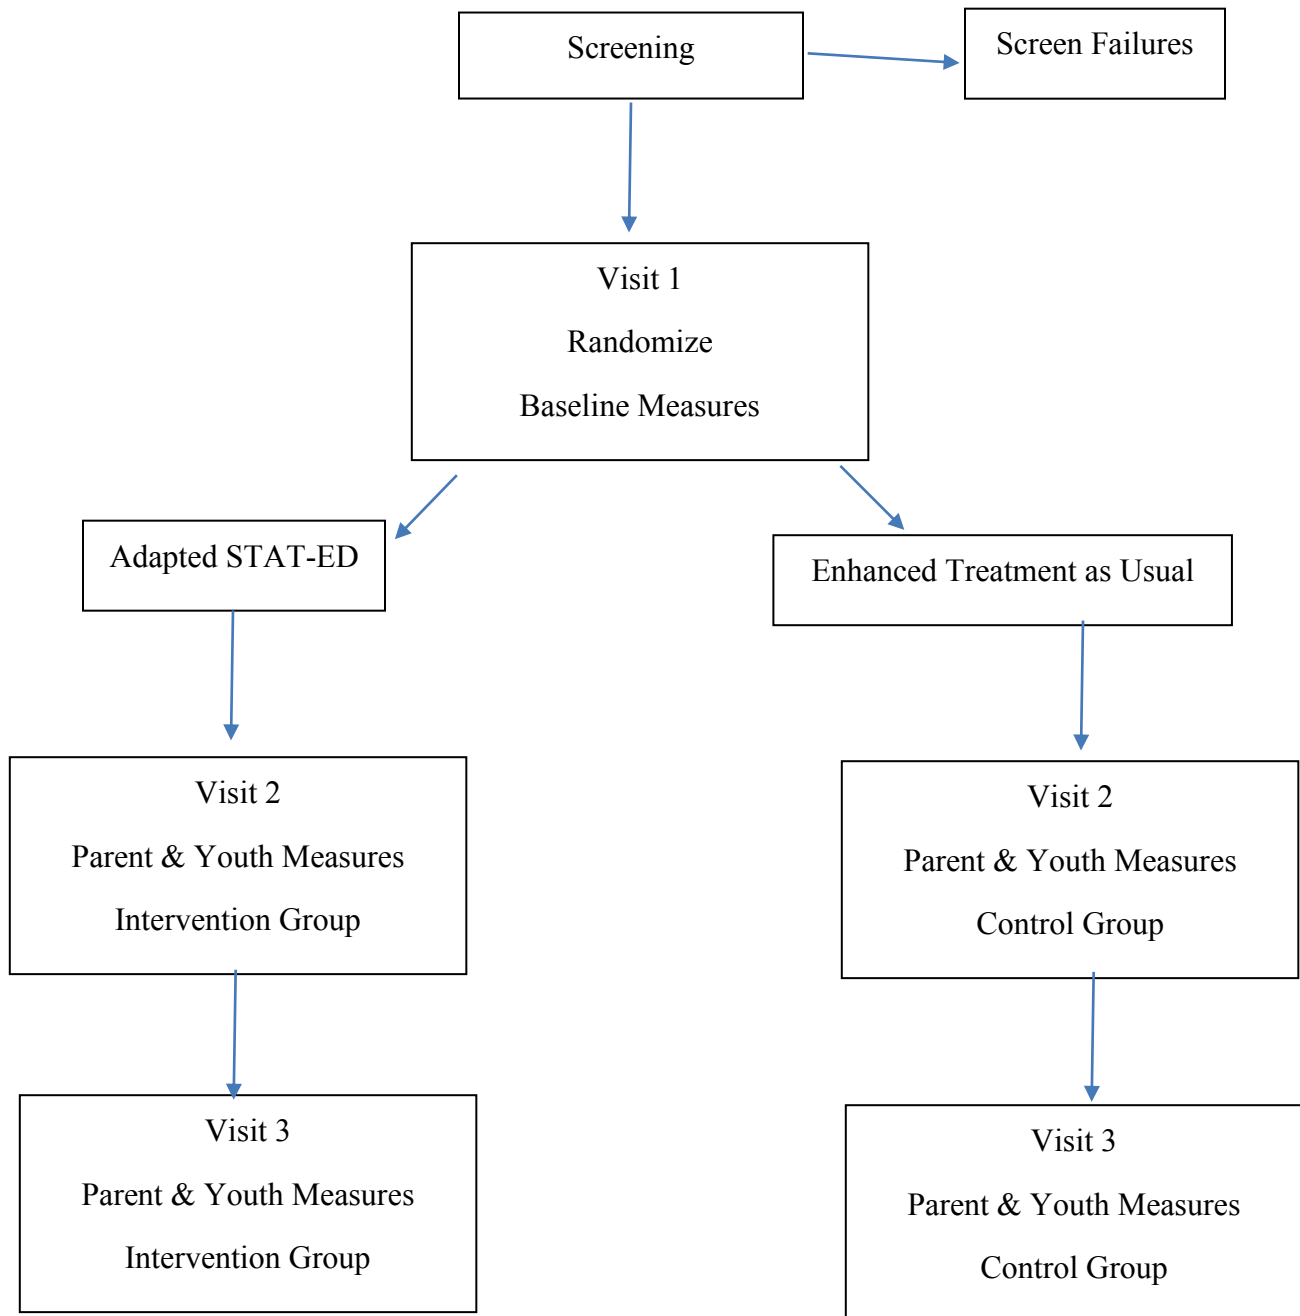 Screening
Screen Failures
Visit 1
Randomize
Baseline Measures
Adapted STAT-ED
Enhanced Treatment as Usual
Visit 2
Parent & Youth Measures
Intervention Group
Visit 2
Parent & Youth Measures
Control Group
Visit 3
Parent & Youth Measures
Intervention Group
Visit 3
Parent & Youth Measures
Control Group